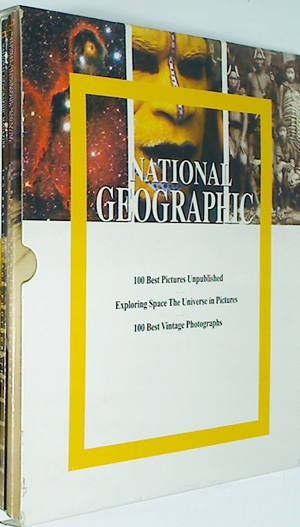 NATIONAL
GEOGRAPHIC
100 Best Pictures Unpublished
Exploring Space The Universe in Pictures
100 Best Vintage Photographs